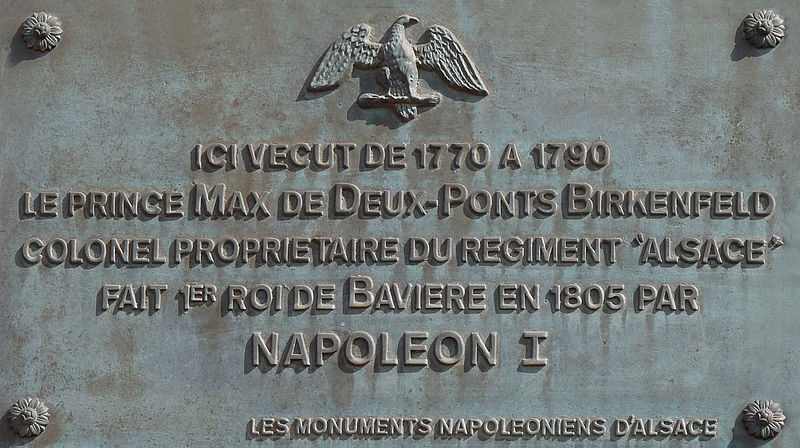 ICI VECUT DE 1770 A 1790
LE PRINCE MAX DE DEUX-PONTS BIRKENFELD
COLONEL PROPRIETAIRE DU REGIMENT "ALSACE"
FAIT 1ER ROI DE BAVIERE EN 1805 PAR
NAPOLEON I
LES MONUMENTS NAPOLEONIENS D'ALSACE